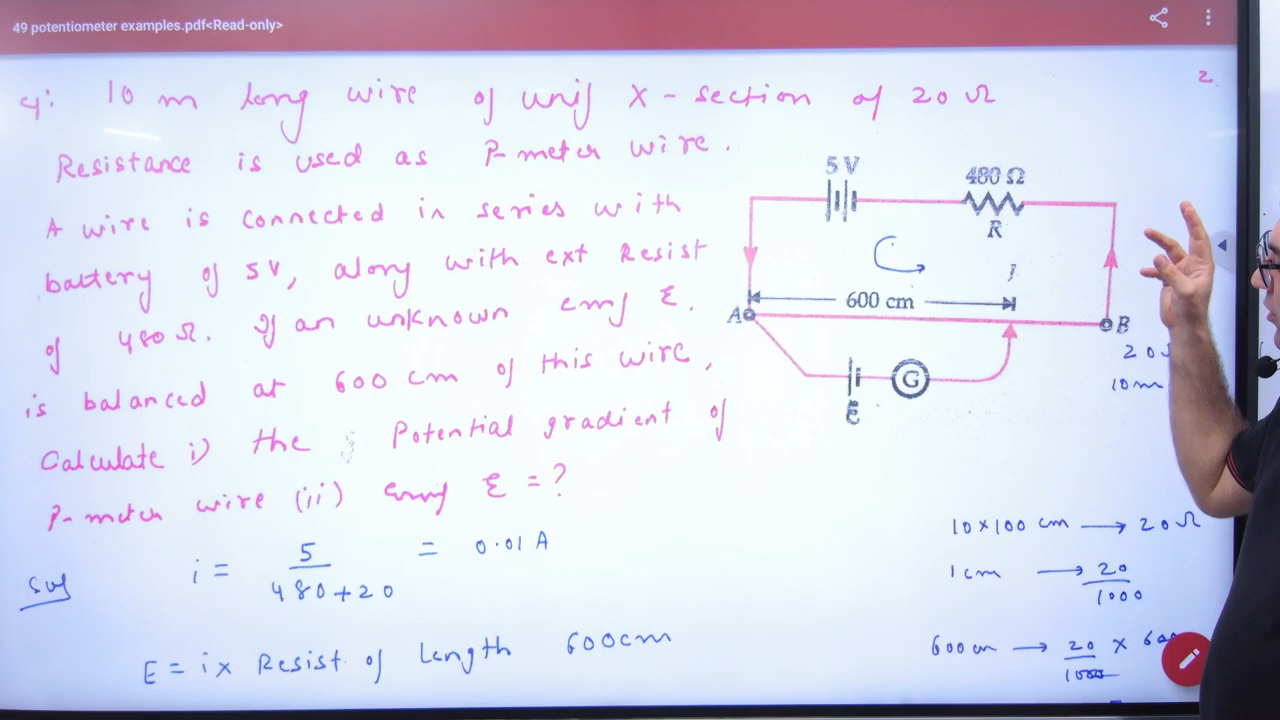 49 potentiometer examples.pdf<Read-only>
2
Q: 10 m long wire of unif X-section of 20 Ω
Resistance is used as P-meter wire.
A wire is connected in series with
battery of 5V, along with ext Resist
of 480 Ω. If an unknown emf E.
is balanced at 600 cm of this wire,
Calculate i) the Potential gradient of
P-meter wire (ii) emf E = ?
5 V
480 Ω
R
J
600 cm
A
B
20
10m
G
E
Sol
i = 5 / 480+20 = 0.01 A
E = i x Resist. of Length 600cm
10×100 cm → 20 Ω
1 cm → 20 / 1000
600 cm → 20 / 1000 × 600